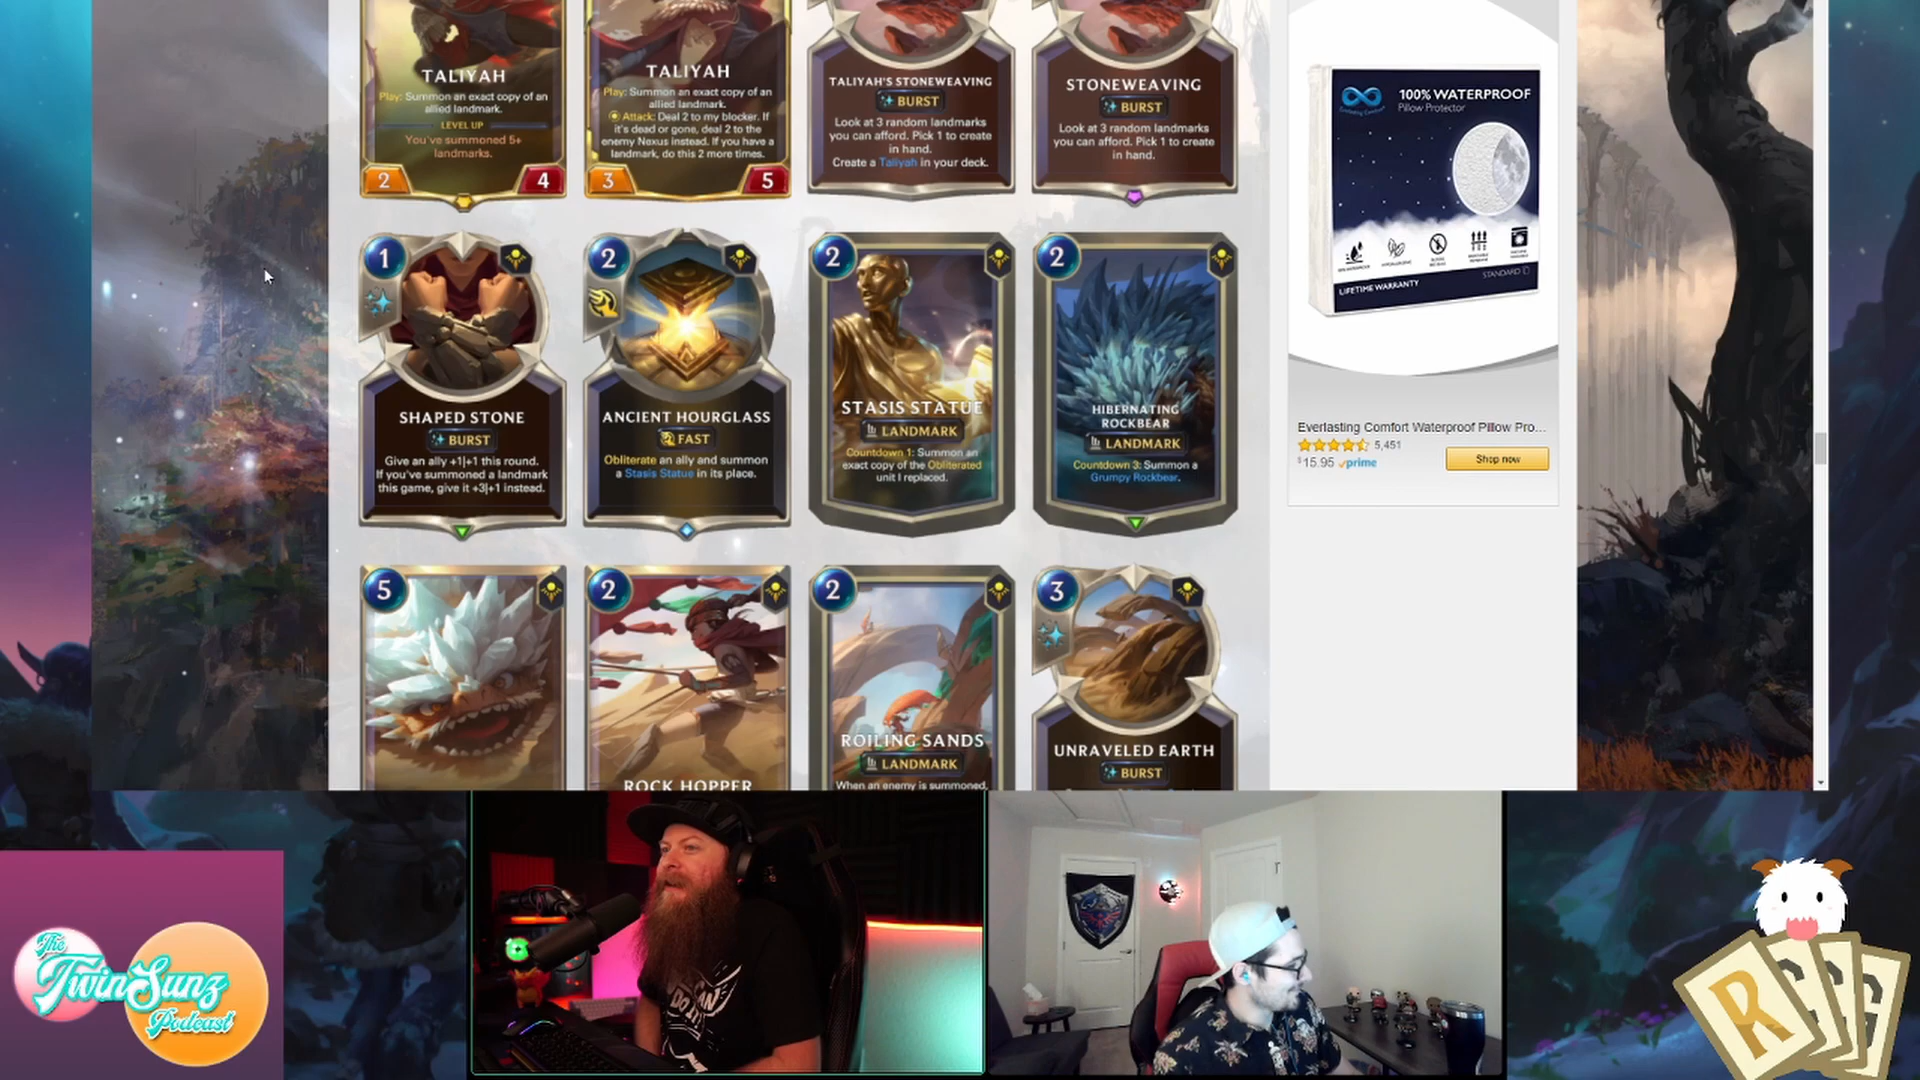 TALIYAH
Play: Summon an exact copy of an
allied landmark.
LEVEL UP
You've summoned 5+
landmarks.
2
4
TALIYAH
Play: Summon an exact copy of an
allied landmark.
Attack: Deal 2 to my blocker. If
it's dead or gone, deal 2 to the
enemy Nexus instead. If you have a
landmark, do this 2 more times.
3
5
TALIYAH'S STONEWEAVING
BURST
Look at 3 random landmarks
you can afford. Pick 1 to create
in hand.
Create a Taliyah in your deck.
STONEWEAVING
BURST
Look at 3 random landmarks
you can afford. Pick 1 to create
in hand.
1
SHAPED STONE
BURST
Give an ally +1|+1 this round.
If you've summoned a landmark
this game, give it +3|+1 instead.
2
ANCIENT HOURGLASS
FAST
Obliterate an ally and summon
a Stasis Statue in its place.
2
STASIS STATUE
LANDMARK
Countdown 1: Summon an
exact copy of the Obliterated
unit I replaced.
2
HIBERNATING
ROCKBEAR
LANDMARK
Countdown 3: Summon a
Grumpy Rockbear.
5
2
ROCK HOPPER
2
ROILING SANDS
LANDMARK
When an enemy is summoned,
3
UNRAVELED EARTH
BURST
Everlasting Comfort
100% WATERPROOF
Pillow Protector
STANDARD
LIFETIME WARRANTY
Everlasting Comfort Waterproof Pillow Pro...
5,451
$15.95 prime
Shop now
The
TwinSunz
Podcast
R